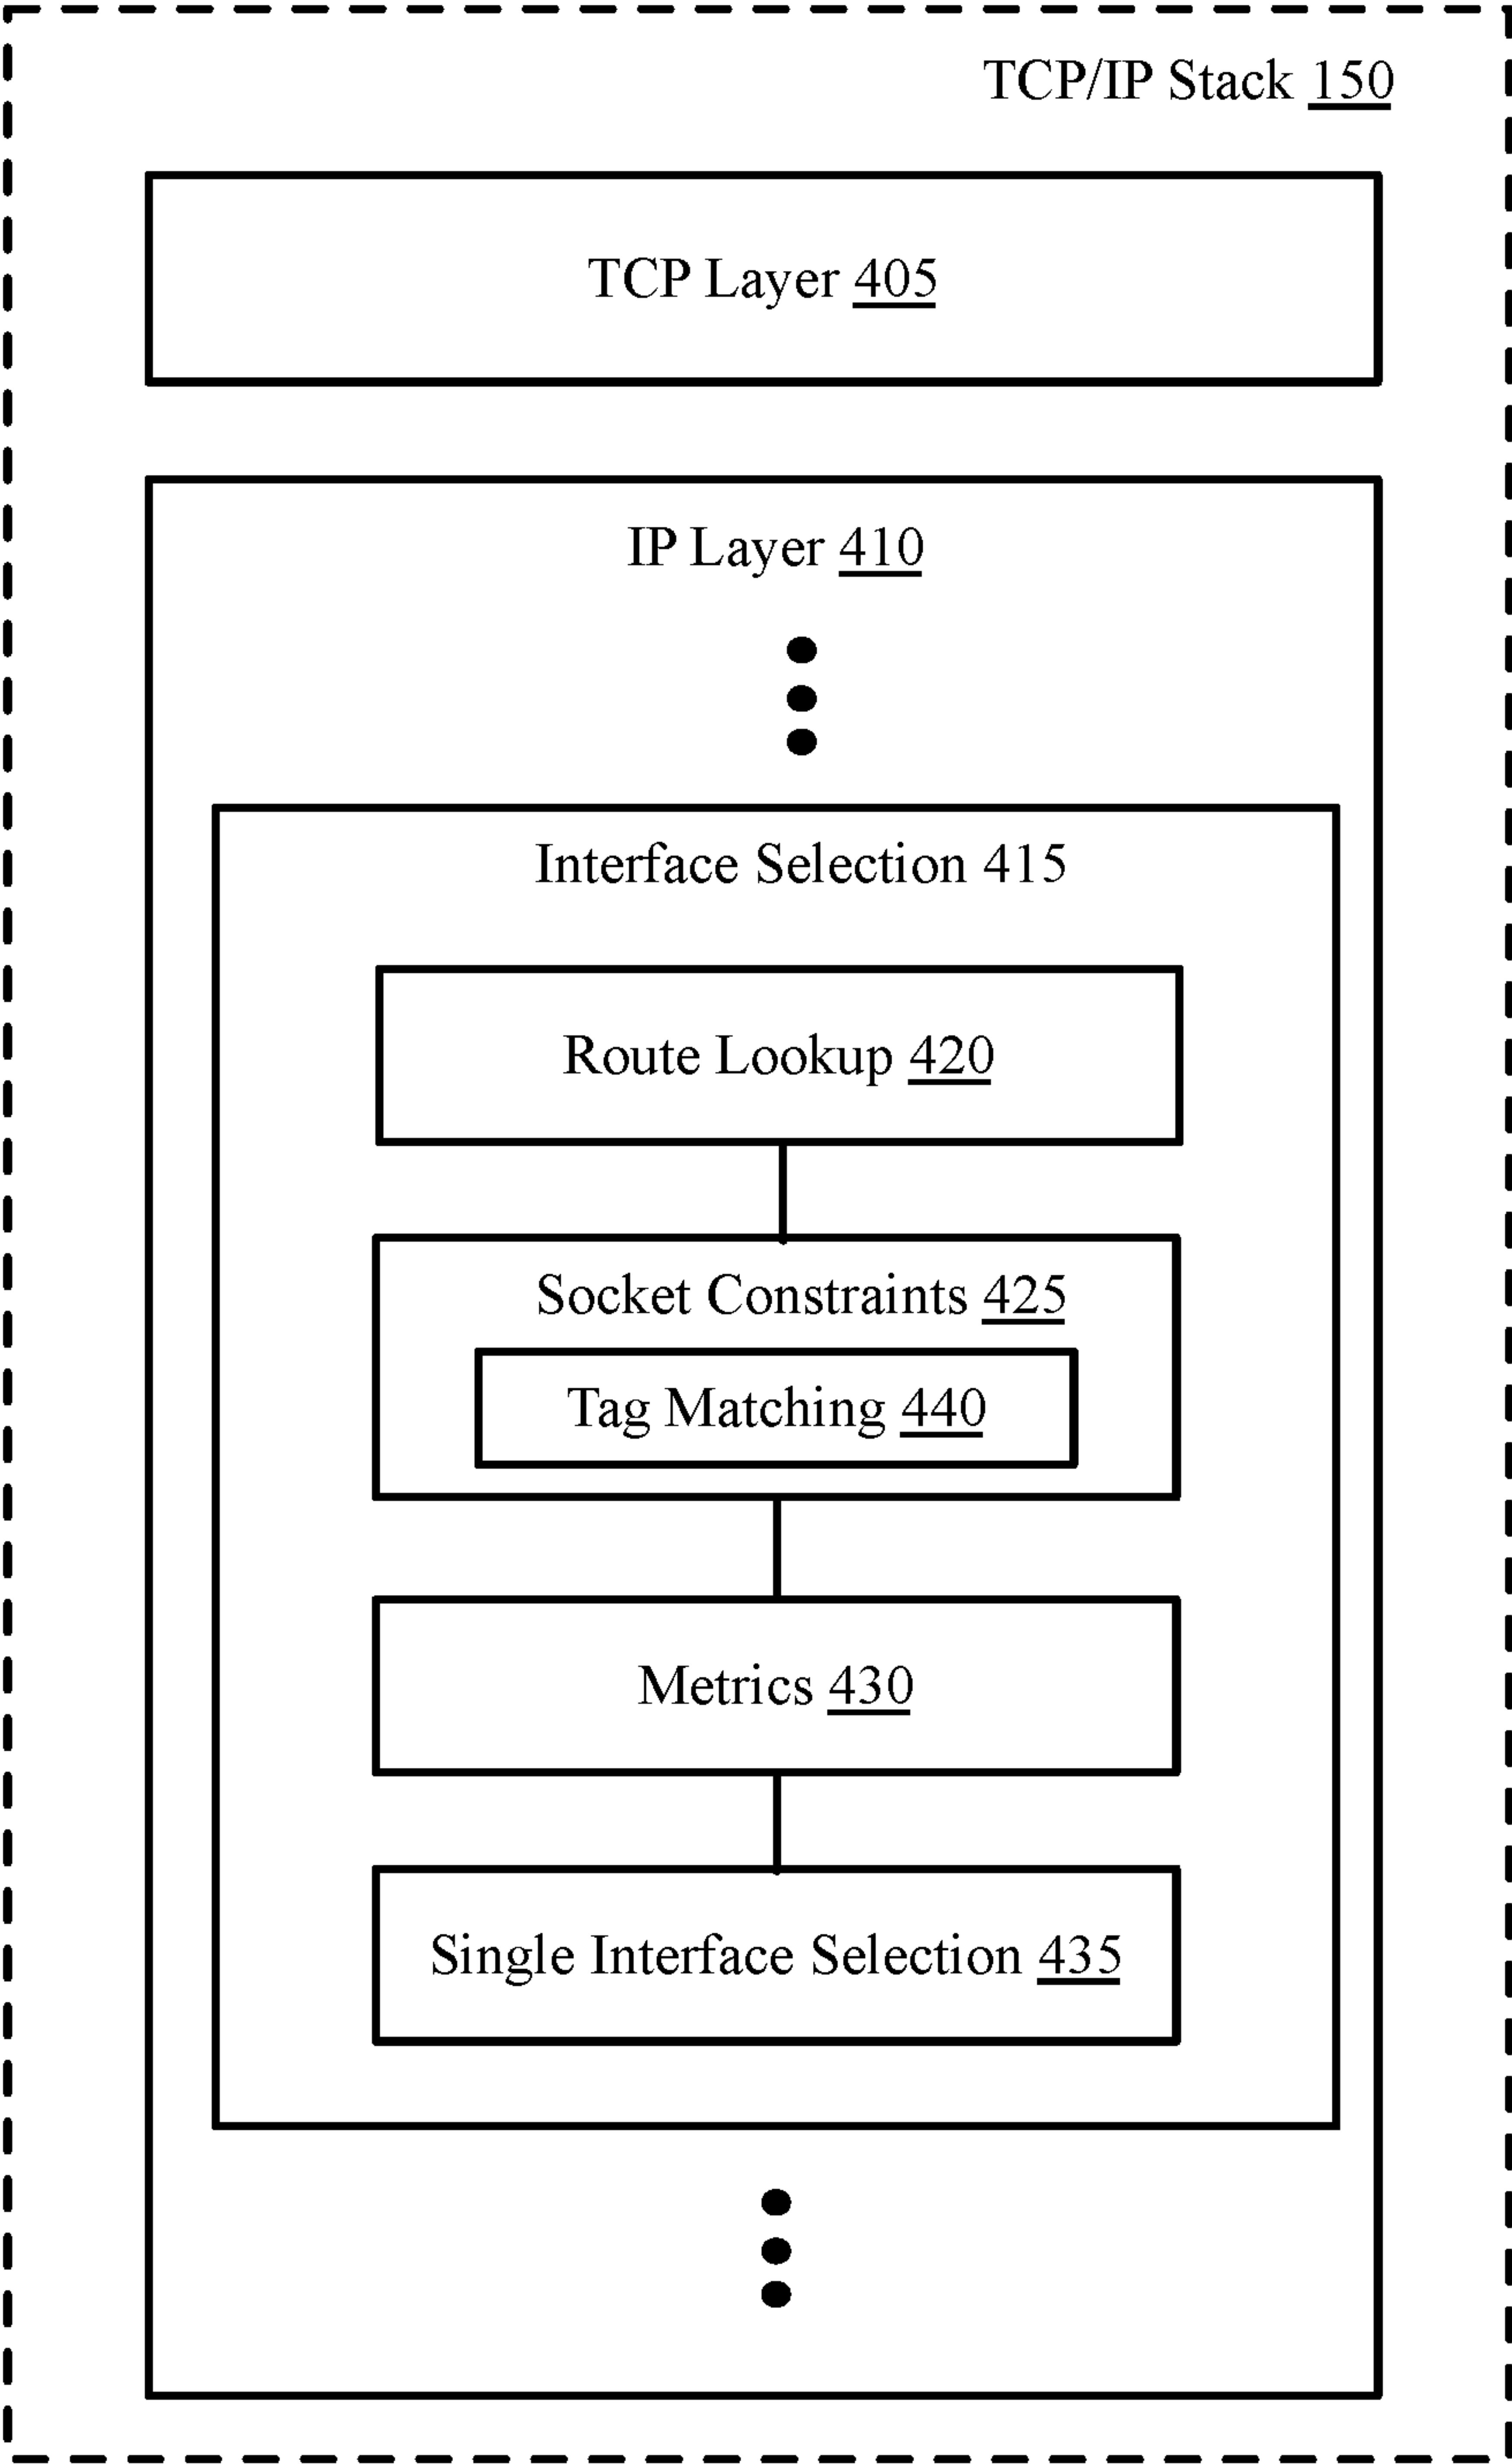 TCP/IP Stack 150
TCP Layer 405
IP Layer 410
Interface Selection 415
Route Lookup 420
Socket Constraints 425
Tag Matching 440
Metrics 430
Single Interface Selection 435